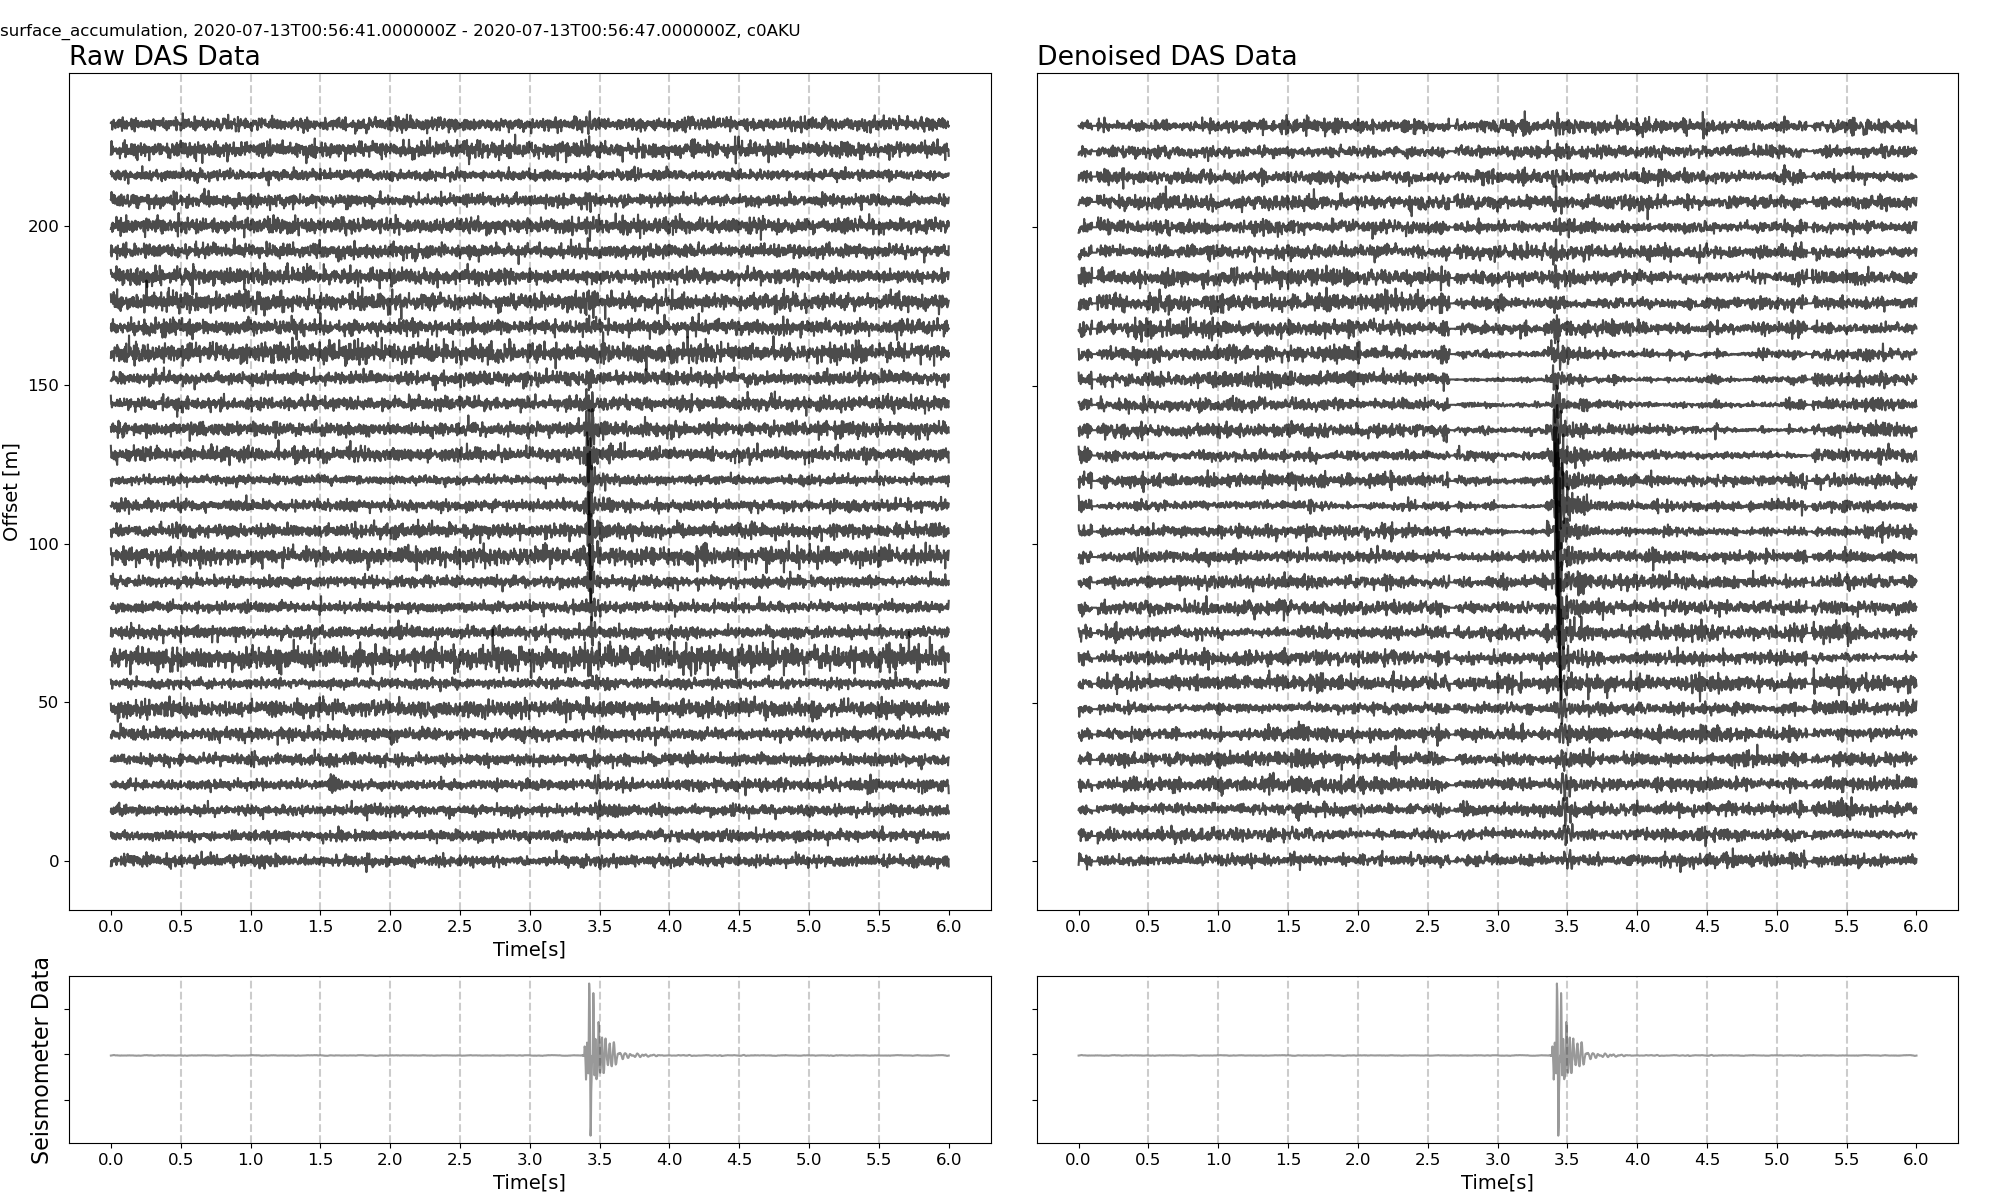 surface_accumulation, 2020-07-13T00:56:41.000000Z - 2020-07-13T00:56:47.000000Z, c0AKU
Raw DAS Data
Denoised DAS Data
Offset [m]
200
150
100
50
0
0.0 0.5 1.0 1.5 2.0 2.5 3.0 3.5 4.0 4.5 5.0 5.5 6.0
Time[s]
0.0 0.5 1.0 1.5 2.0 2.5 3.0 3.5 4.0 4.5 5.0 5.5 6.0
Seismometer Data
0.0 0.5 1.0 1.5 2.0 2.5 3.0 3.5 4.0 4.5 5.0 5.5 6.0
Time[s]
0.0 0.5 1.0 1.5 2.0 2.5 3.0 3.5 4.0 4.5 5.0 5.5 6.0
Time[s]